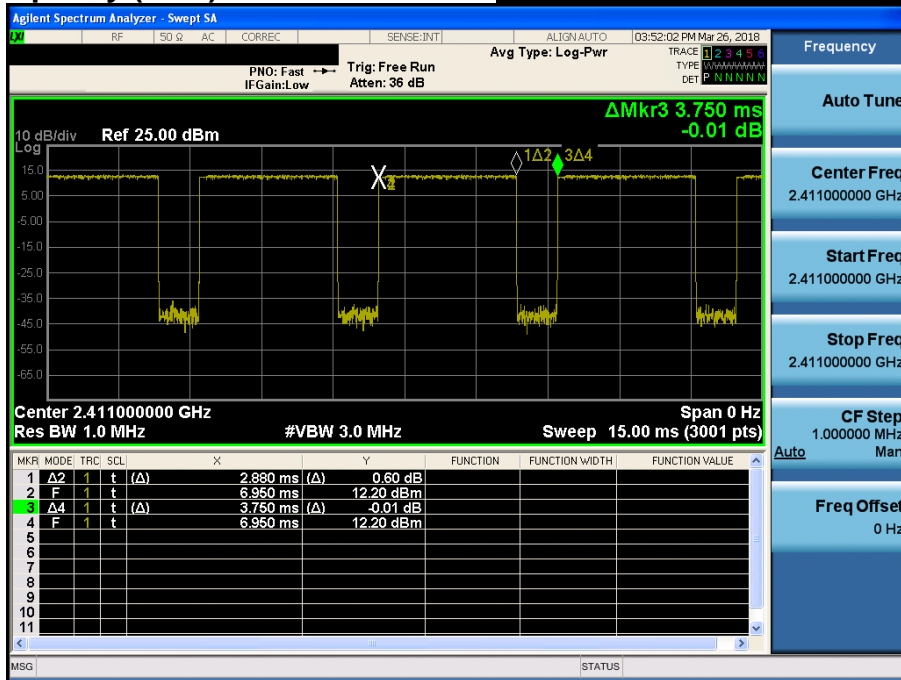 Agilent Spectrum Analyzer - Swept SA
LXI RF 50 Ω AC CORREC SENSE:INT ALIGN AUTO 03:52:02 PM Mar 26, 2018
Avg Type: Log-Pwr TRACE 1 2 3 4 5 6
PNO: Fast Trig: Free Run TYPE
IFGain:Low Atten: 36 dB DET P N N N N N
ΔMkr3 3.750 ms
-0.01 dB
10 dB/div Ref 25.00 dBm
Log
1Δ2 3Δ4
15.0
5.00
-5.00
-15.0
-25.0
-35.0
-45.0
-55.0
-65.0
Center 2.411000000 GHz Span 0 Hz
Res BW 1.0 MHz #VBW 3.0 MHz Sweep 15.00 ms (3001 pts)
MKR MODE TRC SCL X Y FUNCTION FUNCTION WIDTH FUNCTION VALUE
1 Δ2 1 t (Δ) 2.880 ms (Δ) 0.60 dB
2 F 1 t 6.950 ms 12.20 dBm
3 Δ4 1 t (Δ) 3.750 ms (Δ) -0.01 dB
4 F 1 t 6.950 ms 12.20 dBm
5
6
7
8
9
10
11
MSG STATUS
Frequency
Auto Tune
Center Freq
2.411000000 GHz
Start Freq
2.411000000 GHz
Stop Freq
2.411000000 GHz
CF Step
1.000000 MHz
Auto Man
Freq Offset
0 Hz